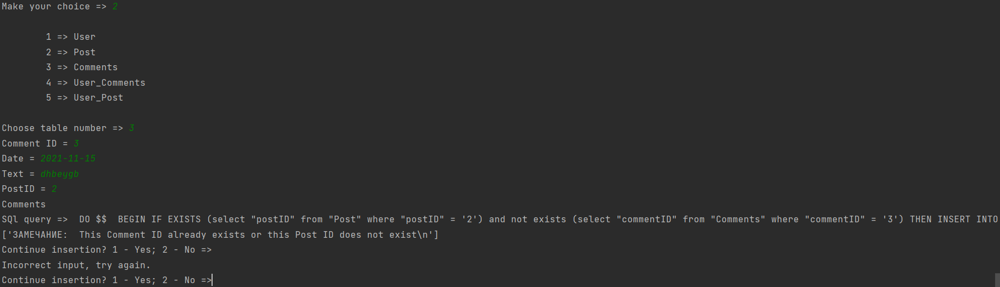 Make your choice => 2
1 => User
2 => Post
3 => Comments
4 => User_Comments
5 => User_Post
Choose table number => 3
Comment ID = 3
Date = 2021-11-15
Text = dhbeygb
PostID = 2
Comments
SQl query =>  DO $$  BEGIN IF EXISTS (select "postID" from "Post" where "postID" = '2') and not exists (select "commentID" from "Comments" where "commentID" = '3') THEN INSERT INTO
['ЗАМЕЧАНИЕ:  This Comment ID already exists or this Post ID does not exist\n']
Continue insertion? 1 - Yes; 2 - No =>
Incorrect input, try again.
Continue insertion? 1 - Yes; 2 - No =>